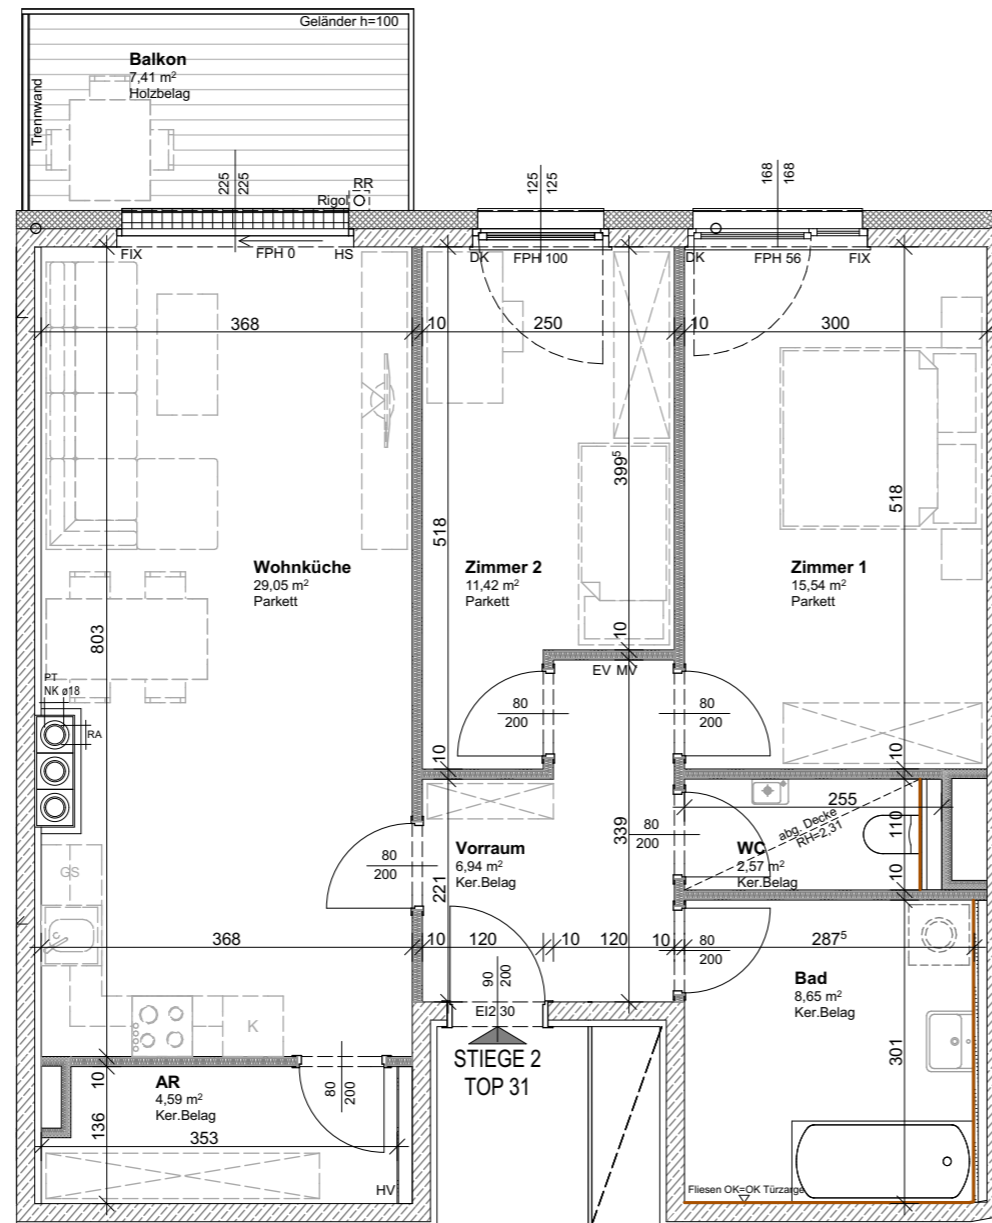 Geländer h=100
Balkon
7,41 m²
Holzbelag
Trennwand
225
225
RR
Rigol
125
125
168
168
FIX
FPH 0
HS
DK
FPH 100
DK
FPH 56
FIX
368
10
250
10
300
399⁵
518
518
Wohnküche
29,05 m²
Parkett
Zimmer 2
11,42 m²
Parkett
Zimmer 1
15,54 m²
Parkett
803
10
EV MV
PT
NK ø18
RA
80
200
80
200
10
10
255
abg. Decke
RH=2,31
110
339
80
200
80
200
Vorraum
6,94 m²
Ker.Belag
WC
2,57 m²
Ker.Belag
GS
221
10
368
10
120
10
120
10
80
200
287⁵
90
200
Bad
8,65 m²
Ker.Belag
EI2 30
K
STIEGE 2
TOP 31
301
10
AR
4,59 m²
Ker.Belag
80
200
136
353
HV
Fliesen OK=OK Türzarge